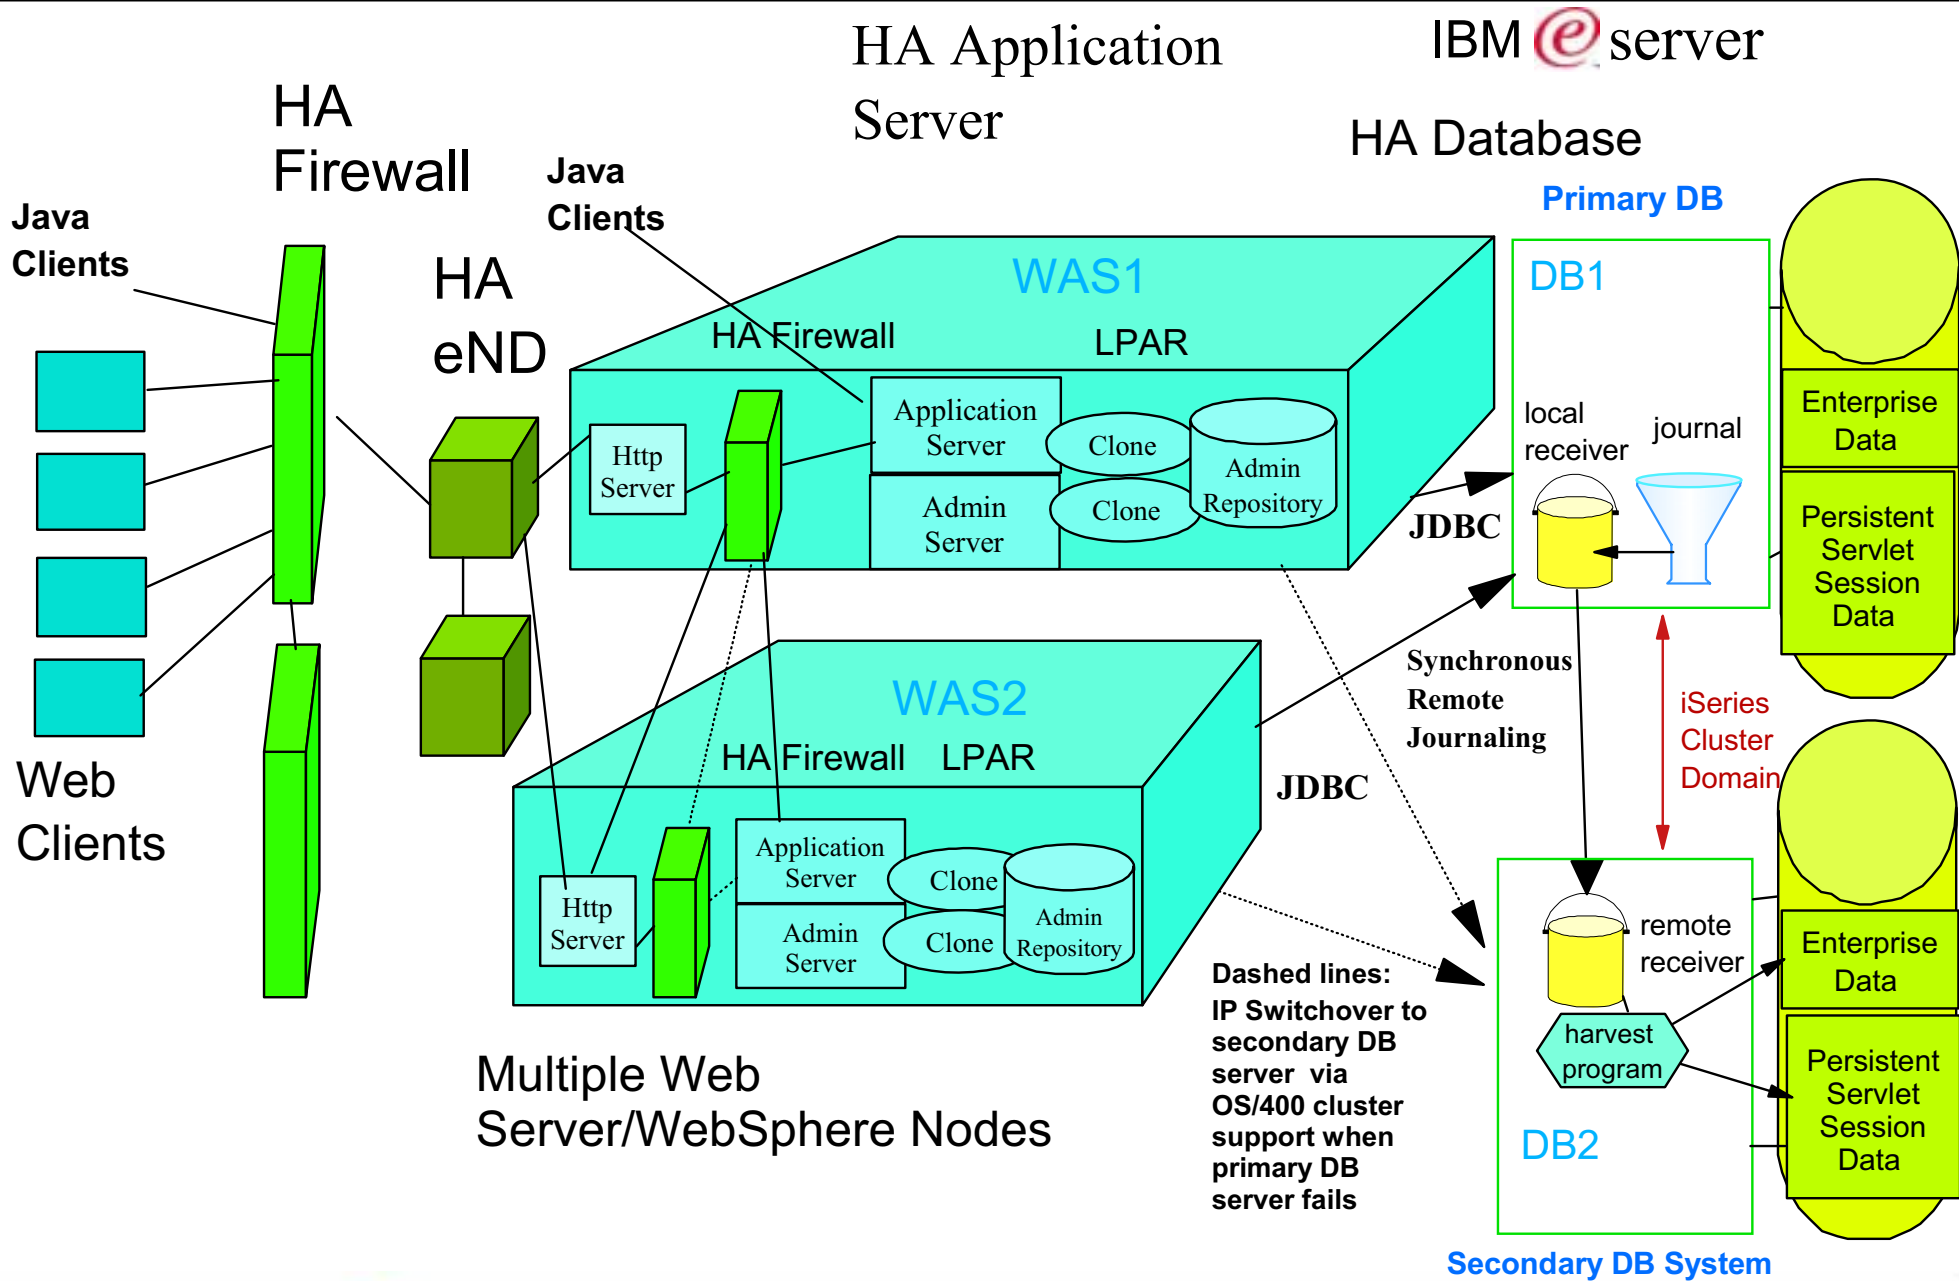 HA Application
Server
IBM e server
HA
Firewall
HA Database
Java
Clients
Java
Clients
Primary DB
HA
eND
WAS1
HA Firewall
LPAR
DB1
Http
Server
Application
Server
Admin
Server
Clone
Clone
Admin
Repository
JDBC
local
receiver
journal
Enterprise
Data
Persistent
Servlet
Session
Data
Web
Clients
WAS2
HA Firewall
LPAR
Http
Server
Application
Server
Admin
Server
Clone
Clone
Admin
Repository
JDBC
Synchronous
Remote
Journaling
iSeries
Cluster
Domain
Dashed lines:
IP Switchover to
secondary DB
server via
OS/400 cluster
support when
primary DB
server fails
remote
receiver
harvest
program
DB2
Enterprise
Data
Persistent
Servlet
Session
Data
Multiple Web
Server/WebSphere Nodes
Secondary DB System